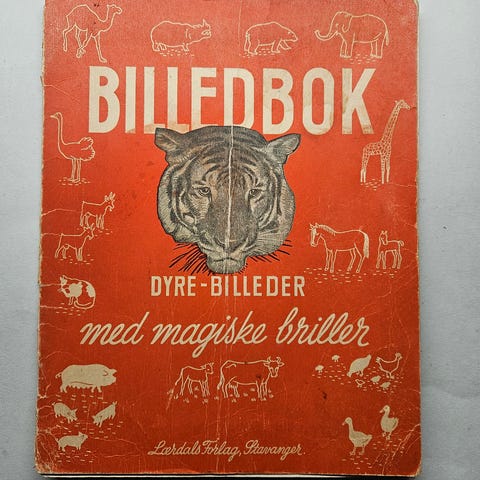 BILLEDBOK
DYRE-BILLEDER
med magiske briller
Lærdals Forlag, Stavanger.